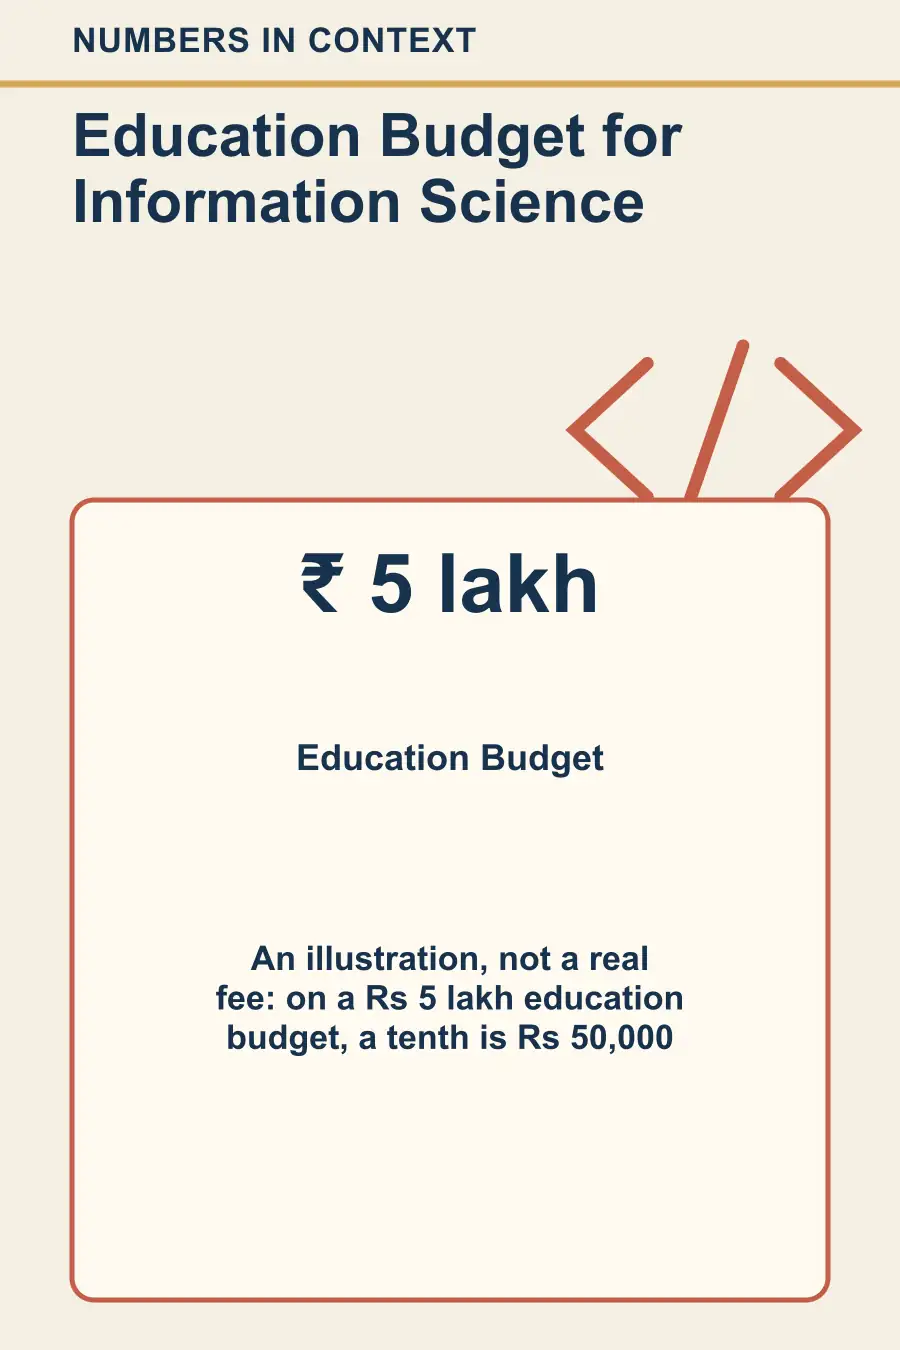 NUMBERS IN CONTEXT
Education Budget for
Information Science
</>
₹ 5 lakh
Education Budget
An illustration, not a real
fee: on a Rs 5 lakh education
budget, a tenth is Rs 50,000